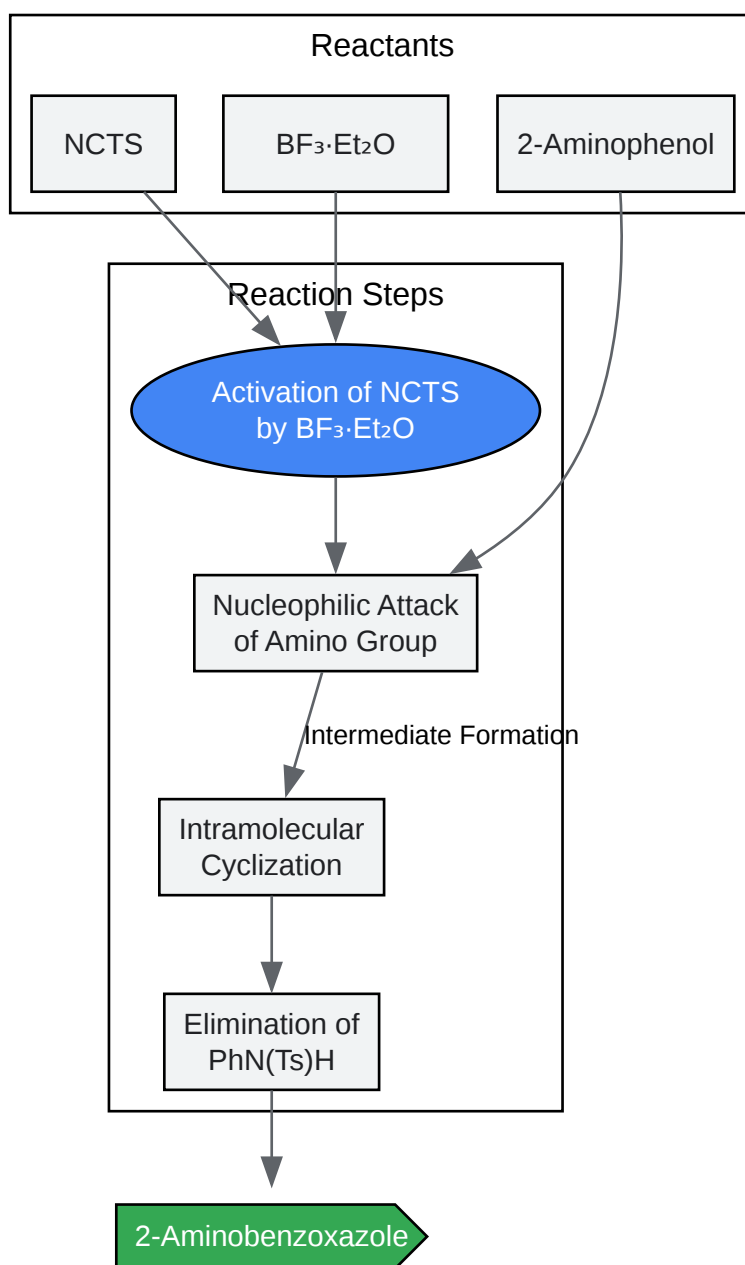 Reactants
NCTS
BF₃·Et₂O
2-Aminophenol
Reaction Steps
Activation of NCTS
by BF₃·Et₂O
Nucleophilic Attack
of Amino Group
Intermediate Formation
Intramolecular
Cyclization
Elimination of
PhN(Ts)H
2-Aminobenzoxazole